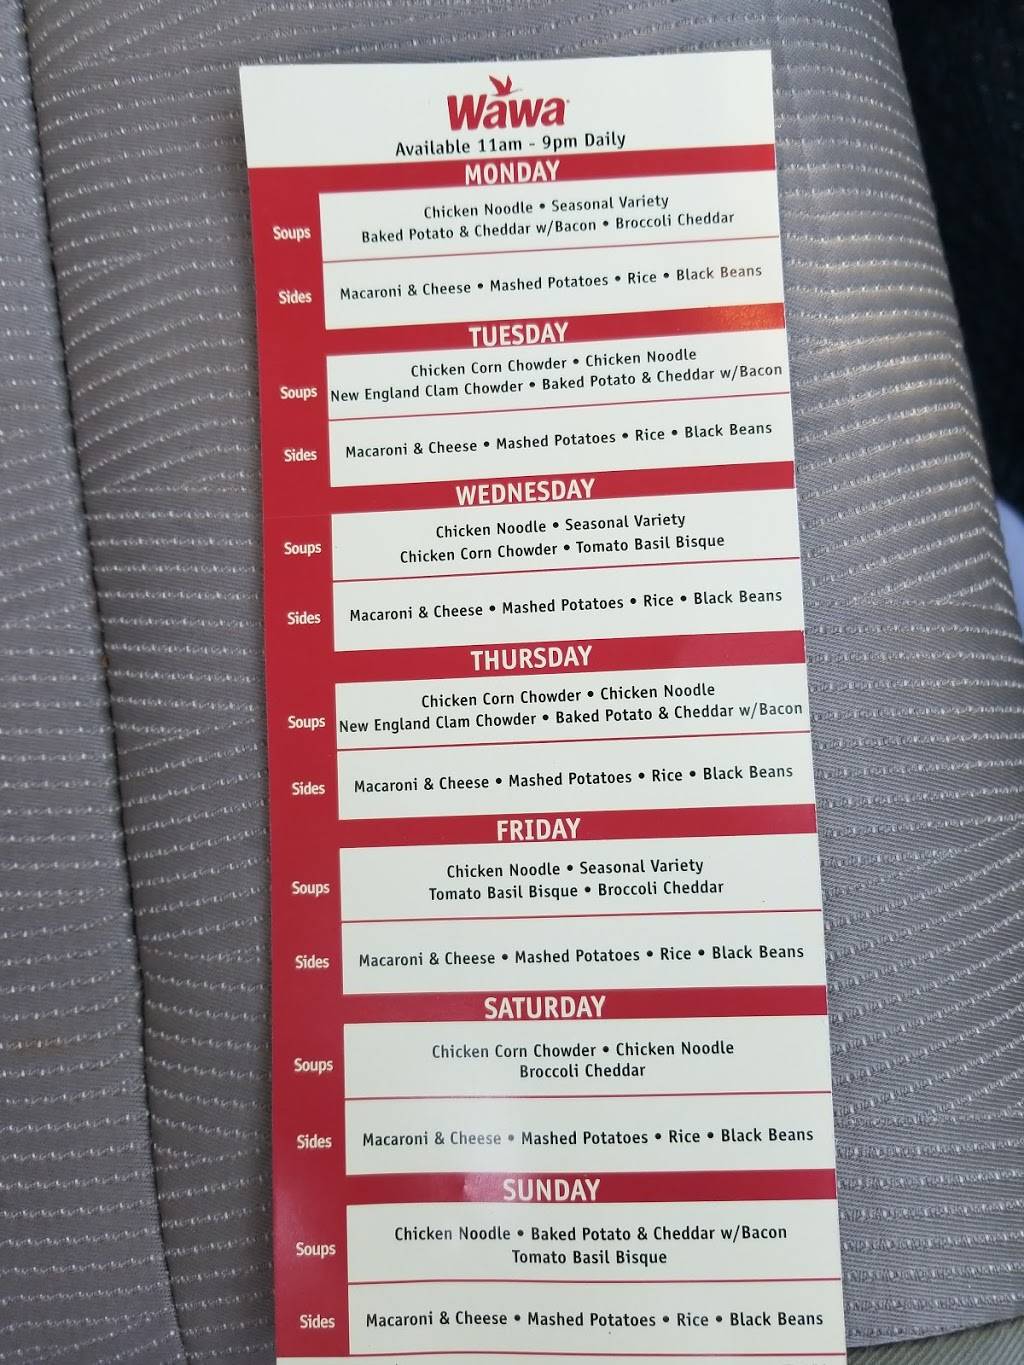 Wawa
Available 11am - 9pm Daily
MONDAY
Soups
Chicken Noodle • Seasonal Variety
Baked Potato & Cheddar w/Bacon • Broccoli Cheddar
Sides
Macaroni & Cheese • Mashed Potatoes • Rice • Black Beans
TUESDAY
Soups
Chicken Corn Chowder • Chicken Noodle
New England Clam Chowder • Baked Potato & Cheddar w/Bacon
Sides
Macaroni & Cheese • Mashed Potatoes • Rice • Black Beans
WEDNESDAY
Soups
Chicken Noodle • Seasonal Variety
Chicken Corn Chowder • Tomato Basil Bisque
Sides
Macaroni & Cheese • Mashed Potatoes • Rice • Black Beans
THURSDAY
Soups
Chicken Corn Chowder • Chicken Noodle
New England Clam Chowder • Baked Potato & Cheddar w/Bacon
Sides
Macaroni & Cheese • Mashed Potatoes • Rice • Black Beans
FRIDAY
Soups
Chicken Noodle • Seasonal Variety
Tomato Basil Bisque • Broccoli Cheddar
Sides
Macaroni & Cheese • Mashed Potatoes • Rice • Black Beans
SATURDAY
Soups
Chicken Corn Chowder • Chicken Noodle
Broccoli Cheddar
Sides
Macaroni & Cheese • Mashed Potatoes • Rice • Black Beans
SUNDAY
Soups
Chicken Noodle • Baked Potato & Cheddar w/Bacon
Tomato Basil Bisque
Sides
Macaroni & Cheese • Mashed Potatoes • Rice • Black Beans